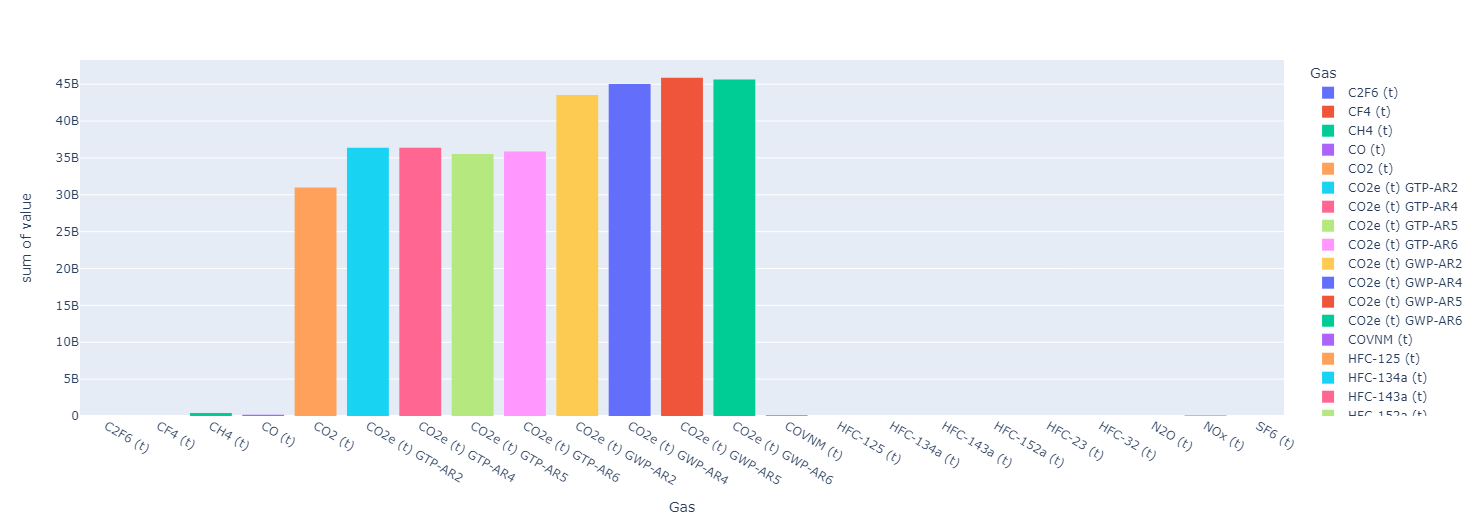 45B
40B
35B
30B
25B
20B
15B
10B
5B
0
sum of value
C2F6 (t)
CF4 (t)
CH4 (t)
CO (t)
CO2 (t)
CO2e (t) GTP-AR2
CO2e (t) GTP-AR4
CO2e (t) GTP-AR5
CO2e (t) GTP-AR6
CO2e (t) GWP-AR2
CO2e (t) GWP-AR4
CO2e (t) GWP-AR5
CO2e (t) GWP-AR6
COVNM (t)
HFC-125 (t)
HFC-134a (t)
HFC-143a (t)
HFC-152a (t)
HFC-23 (t)
HFC-32 (t)
N2O (t)
NOx (t)
SF6 (t)
Gas
Gas
C2F6 (t)
CF4 (t)
CH4 (t)
CO (t)
CO2 (t)
CO2e (t) GTP-AR2
CO2e (t) GTP-AR4
CO2e (t) GTP-AR5
CO2e (t) GTP-AR6
CO2e (t) GWP-AR2
CO2e (t) GWP-AR4
CO2e (t) GWP-AR5
CO2e (t) GWP-AR6
COVNM (t)
HFC-125 (t)
HFC-134a (t)
HFC-143a (t)
HFC-152a (t)